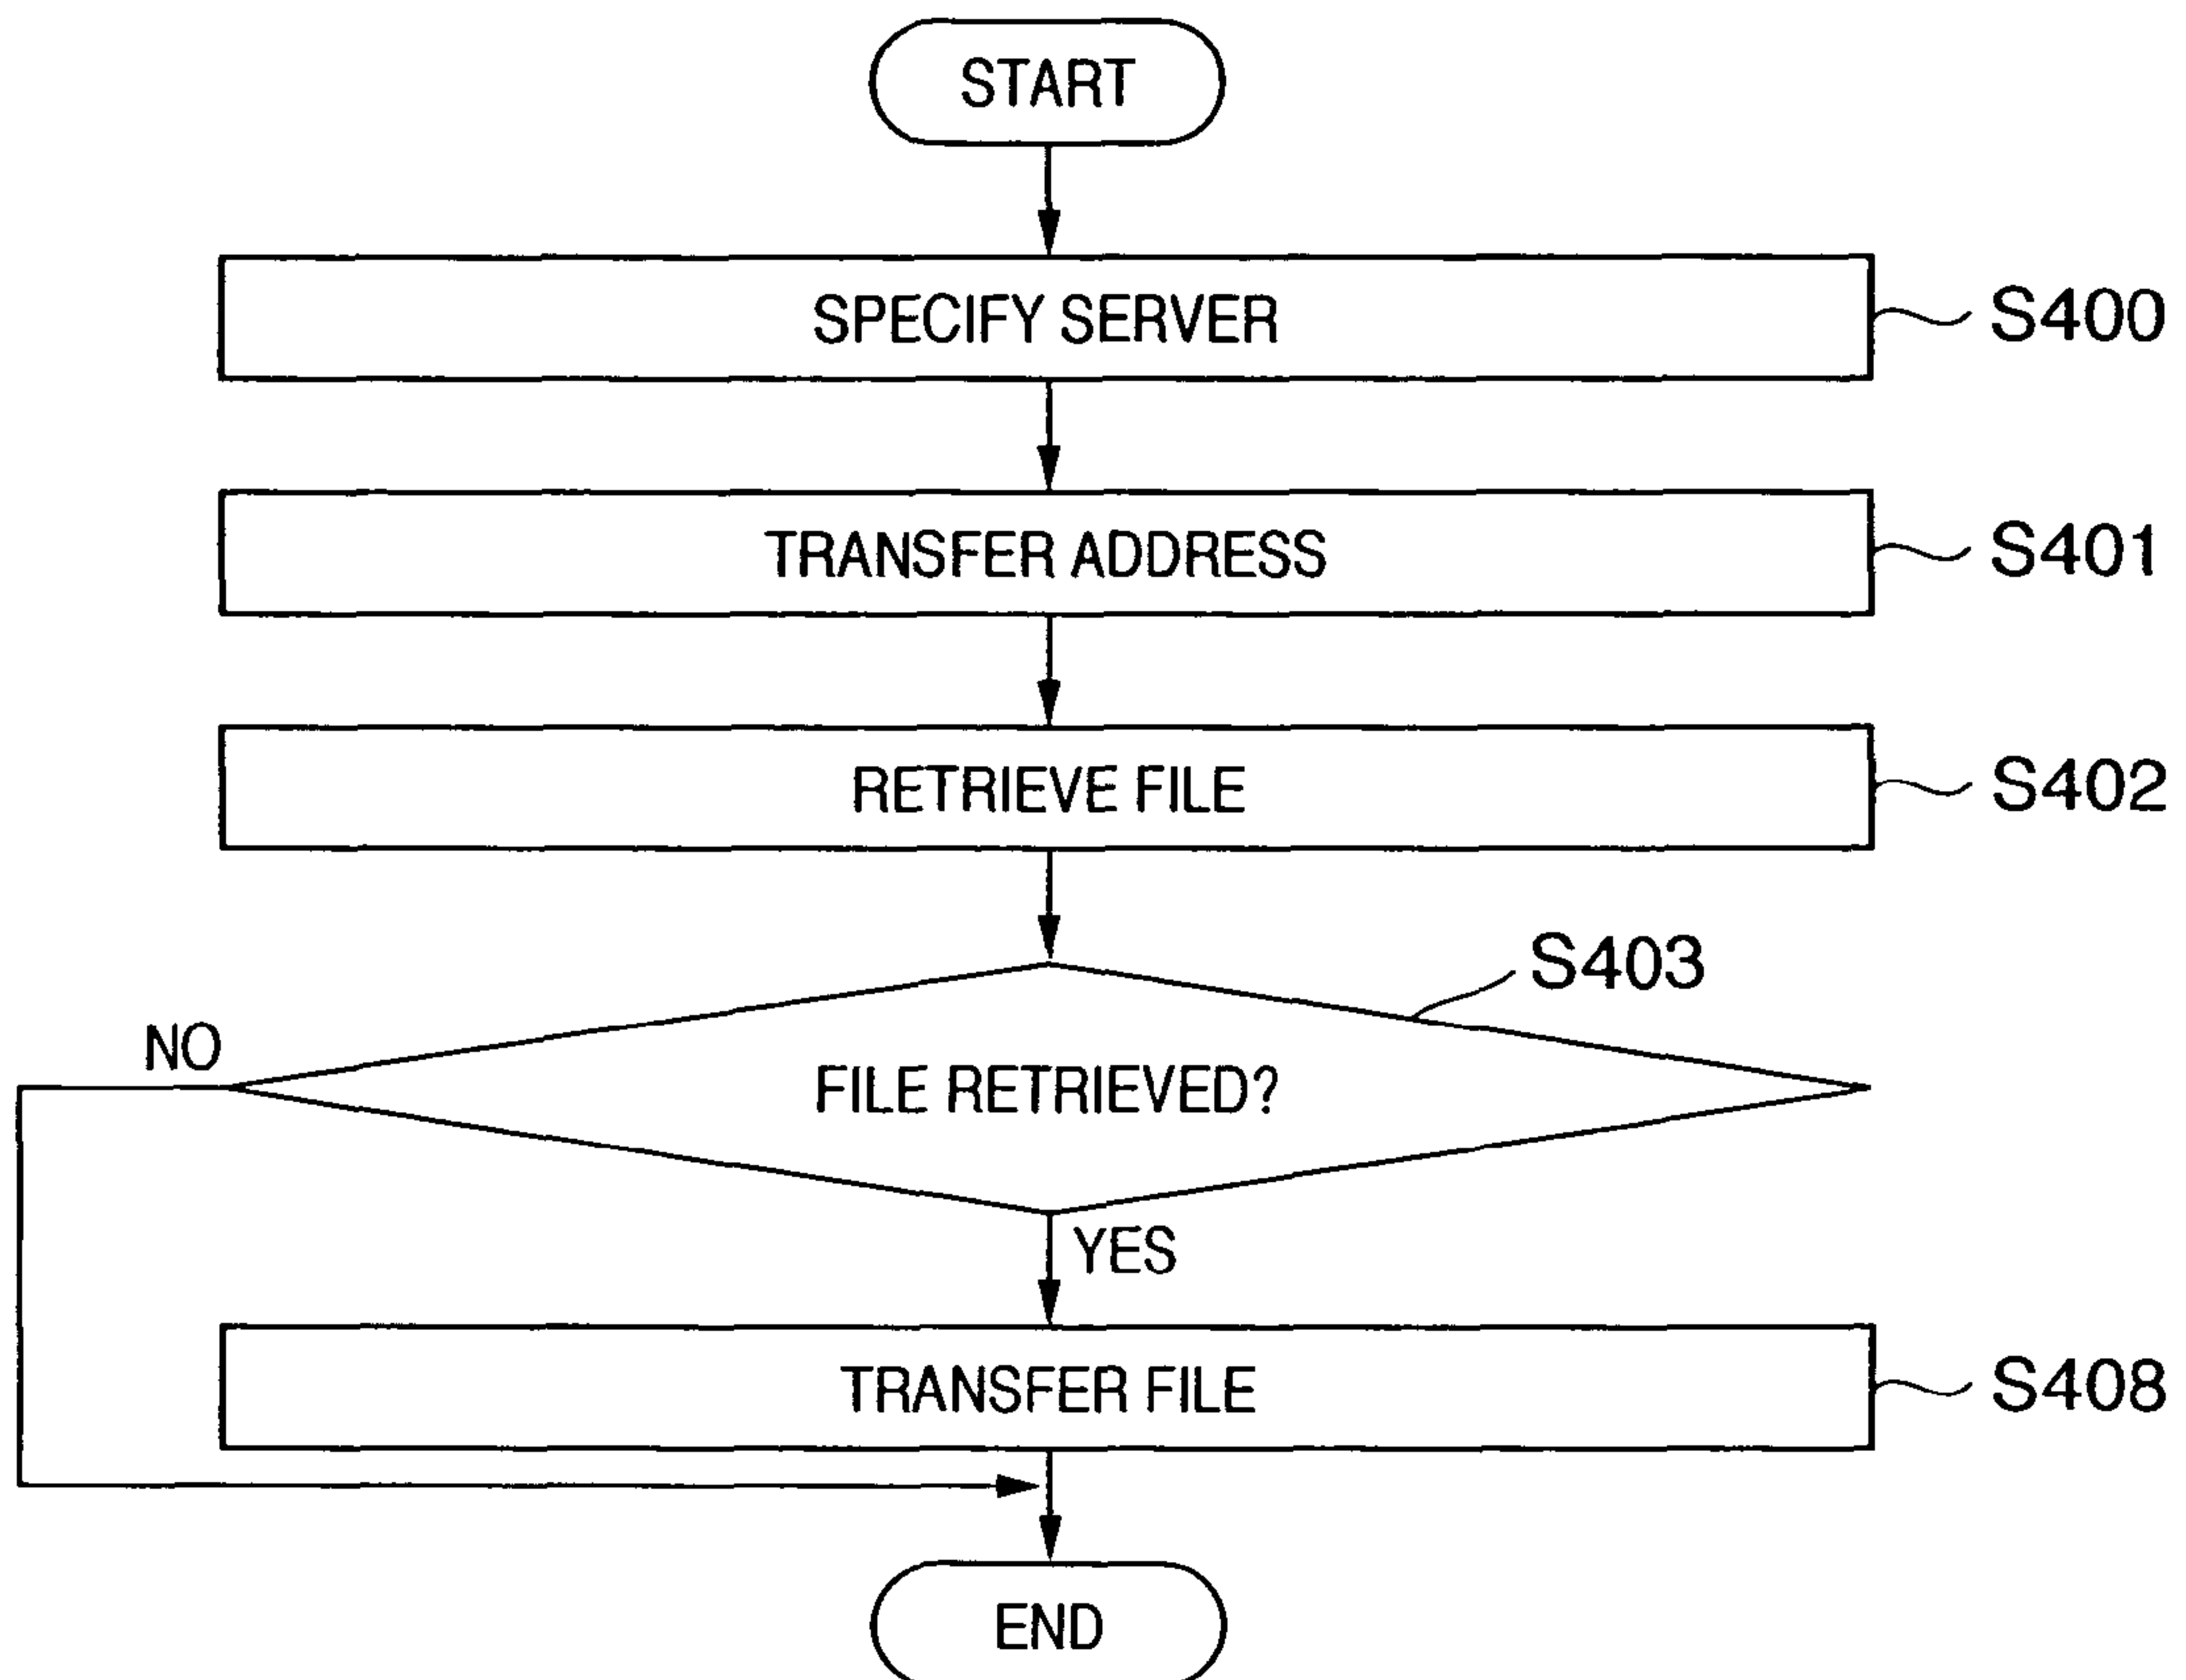 START
SPECIFY SERVER
S400
TRANSFER ADDRESS
S401
RETRIEVE FILE
S402
S403
NO
FILE RETRIEVED?
YES
TRANSFER FILE
S408
END